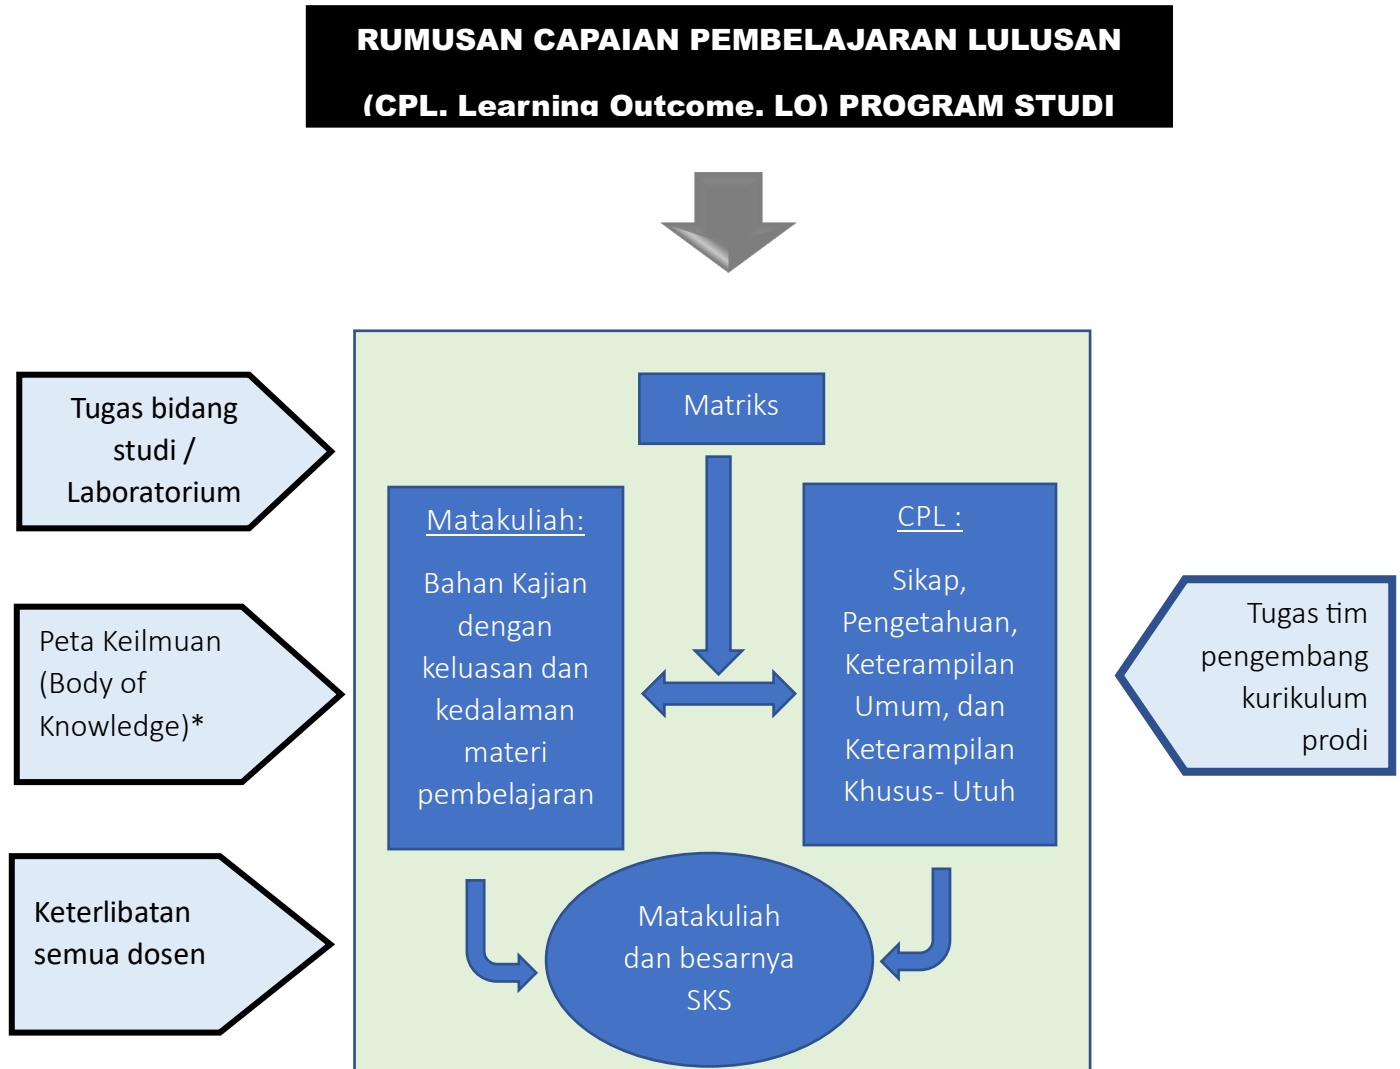 RUMUSAN CAPAIAN PEMBELAJARAN LULUSAN
(CPL. Learning Outcome. LO) PROGRAM STUDI
Matriks
Tugas bidang
studi /
Laboratorium
Peta Keilmuan
(Body of
Knowledge)*
Keterlibatan
semua dosen
Matakuliah:
Bahan Kajian
dengan
keluasan dan
kedalaman
materi
pembelajaran
CPL :
Sikap,
Pengetahuan,
Keterampilan
Umum, dan
Keterampilan
Khusus- Utuh
Tugas tim
pengembang
kurikulum
prodi
Matakuliah
dan besarnya
SKS